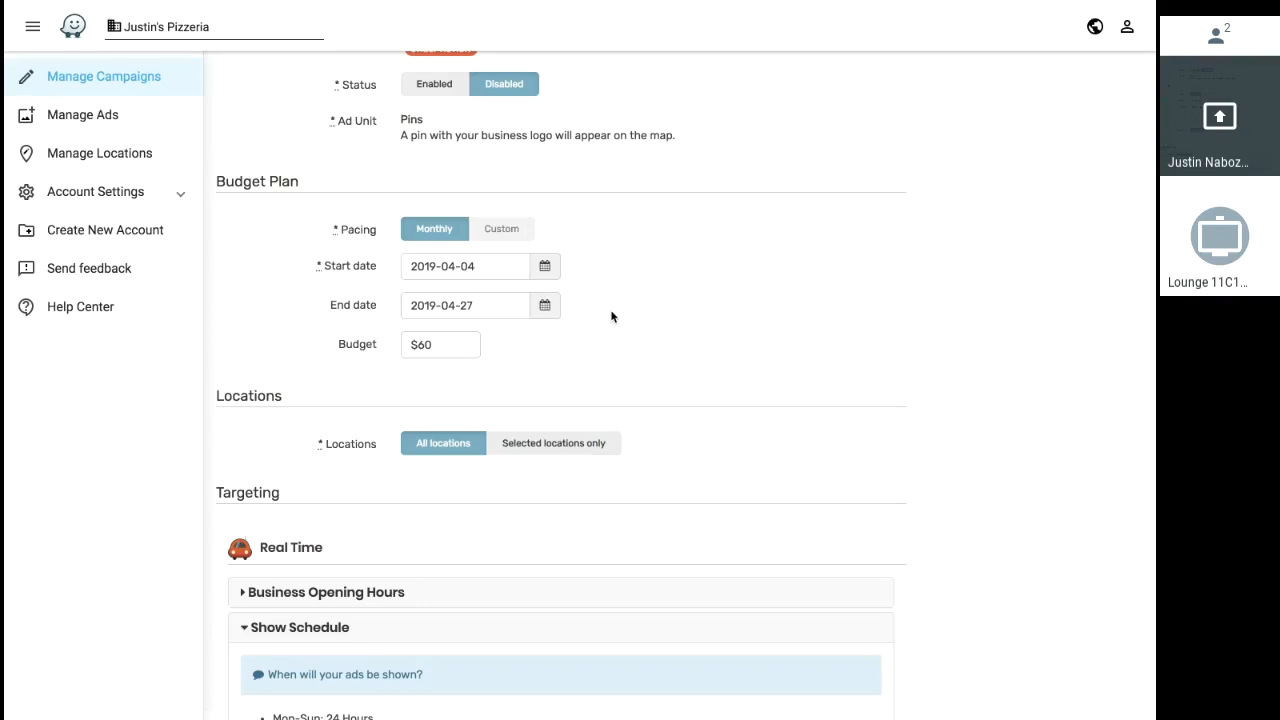 Justin's Pizzeria
2
Manage Campaigns
Manage Ads
Manage Locations
Account Settings
Create New Account
Send feedback
Help Center
* Status
Enabled
Disabled
* Ad Unit
Pins
A pin with your business logo will appear on the map.
Budget Plan
* Pacing
Monthly
Custom
* Start date
2019-04-04
End date
2019-04-27
Budget
$60
Locations
* Locations
All locations
Selected locations only
Targeting
Real Time
Business Opening Hours
Show Schedule
When will your ads be shown?
Mon-Sun: 24 Hours
Justin Naboz...
Lounge 11C1...